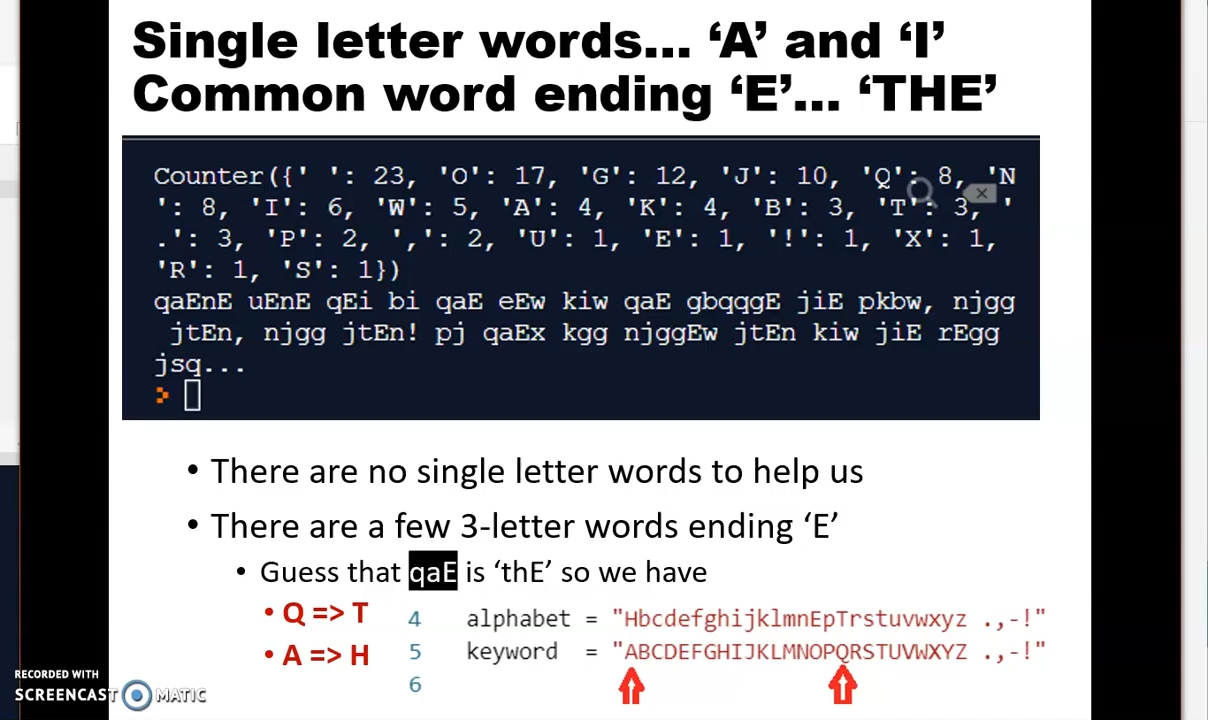 Single letter words... ‘A’ and ‘I’
Common word ending ‘E’... ‘THE’
Counter({' ': 23, 'O': 17, 'G': 12, 'J': 10, 'Q': 8, 'N
': 8, 'I': 6, 'W': 5, 'A': 4, 'K': 4, 'B': 3, 'T': 3, '
.': 3, 'P': 2, ',': 2, 'U': 1, 'E': 1, '!': 1, 'X': 1,
'R': 1, 'S': 1})
qaEnE uEnE qEi bi qaE eEw kiw qaE gbqqgE jiE pkbw, njgg
jtEn, njgg jtEn! pj qaEx kgg njggEw jtEn kiw jiE rEgg
jsq...
>
• There are no single letter words to help us
• There are a few 3-letter words ending ‘E’
• Guess that qaE is ‘thE’ so we have
• Q => T
• A => H
4 alphabet = "HbcdefghijklmnEpTrstuvwxyz .,-!"
5 keyword = "ABCDEFGHIJKLMNOPQRSTUVWXYZ .,-!"
6
RECORDED WITH
SCREENCAST MATIC